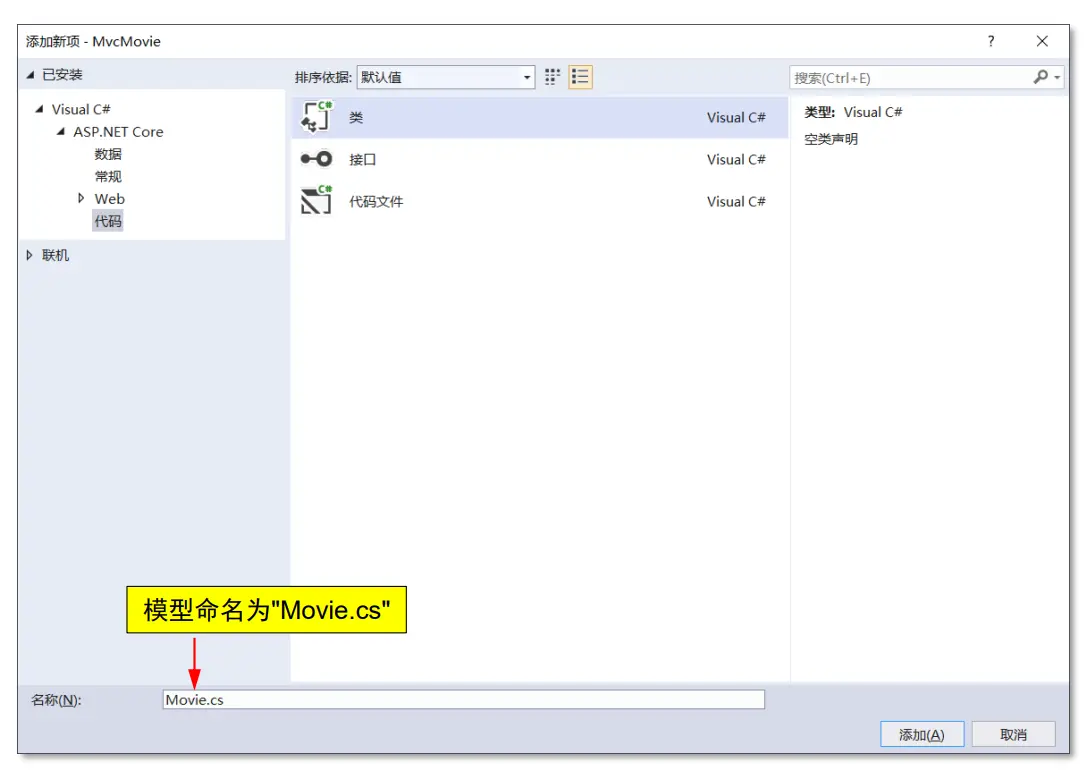 添加新项 - MvcMovie
?
已安装
排序依据: 默认值
搜索(Ctrl+E)
Visual C#
ASP.NET Core
数据
常规
Web
代码
联机
C# 类 Visual C#
接口 Visual C#
C# 代码文件 Visual C#
类型: Visual C#
空类声明
模型命名为"Movie.cs"
名称(N): Movie.cs
添加(A) 取消